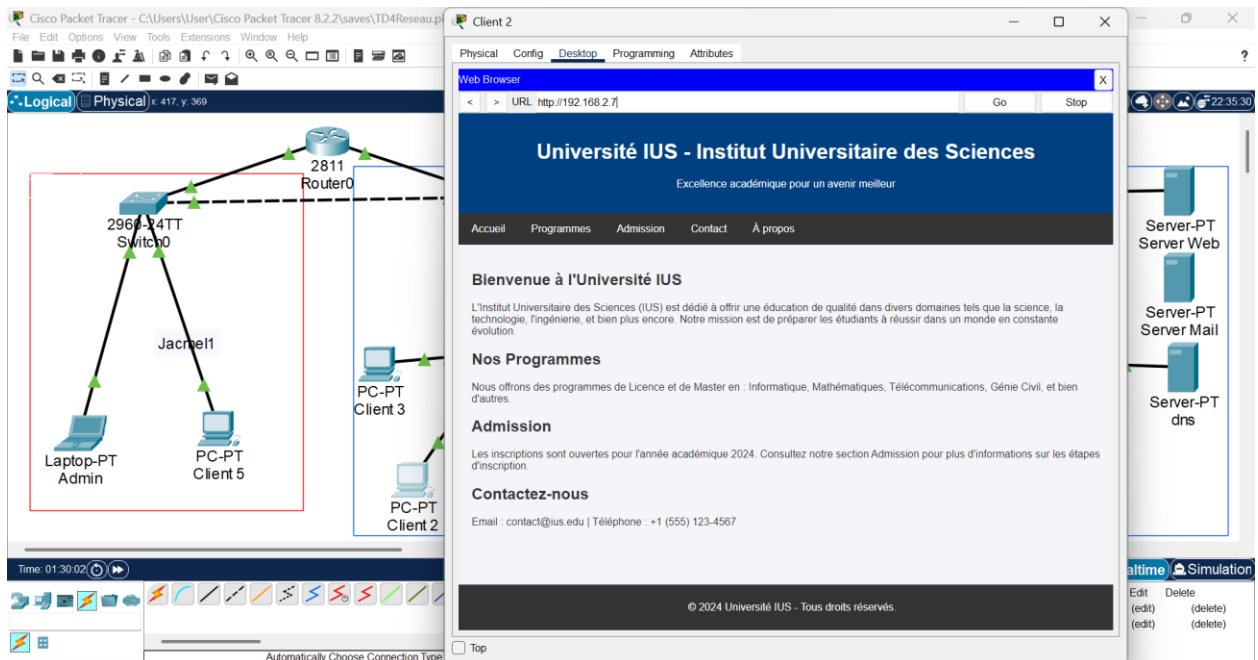 Cisco Packet Tracer - C:\Users\User\Cisco Packet Tracer 8.2.2\saves\TD4Reseau.pl
File Edit Options View Tools Extensions Window Help
?
Logical Physical x: 417, y: 369
22:35:30
Client 2
Physical Config Desktop Programming Attributes
Web Browser
X
< > URL http://192.168.2.7 Go Stop
Université IUS - Institut Universitaire des Sciences
Excellence académique pour un avenir meilleur
Accueil Programmes Admission Contact À propos
Bienvenue à l'Université IUS
L'Institut Universitaire des Sciences (IUS) est dédié à offrir une éducation de qualité dans divers domaines tels que la science, la
technologie, l'ingénierie, et bien plus encore. Notre mission est de préparer les étudiants à réussir dans un monde en constante
évolution.
Nos Programmes
Nous offrons des programmes de Licence et de Master en : Informatique, Mathématiques, Télécommunications, Génie Civil, et bien
d'autres.
Admission
Les inscriptions sont ouvertes pour l'année académique 2024. Consultez notre section Admission pour plus d'informations sur les étapes
d'inscription.
Contactez-nous
Email : contact@ius.edu | Téléphone : +1 (555) 123-4567
© 2024 Université IUS - Tous droits réservés.
Top
2811
Router0
2960-24TT
Switch0
Jacmel1
Laptop-PT
Admin
PC-PT
Client 5
PC-PT
Client 3
PC-PT
Client 2
Server-PT
Server Web
Server-PT
Server Mail
Server-PT
dns
Time: 01:30:02
altime Simulation
Edit Delete
(edit) (delete)
(edit) (delete)
Automatically Choose Connection Type